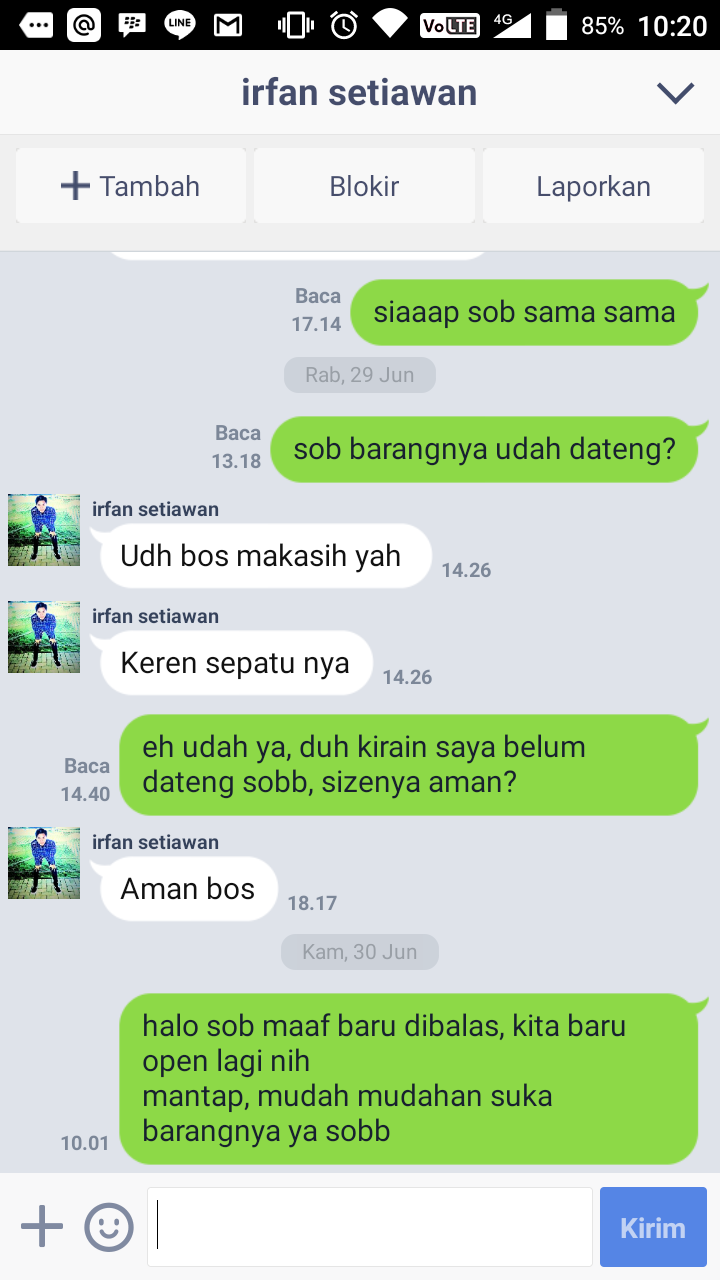 LINE
VoLTE 4G 85% 10:20
irfan setiawan
Tambah Blokir Laporkan
Baca
17.14
siaaap sob sama sama
Rab, 29 Jun
Baca
13.18
sob barangnya udah dateng?
irfan setiawan
Udh bos makasih yah
14.26
irfan setiawan
Keren sepatu nya
14.26
Baca
14.40
eh udah ya, duh kirain saya belum
dateng sobb, sizenya aman?
irfan setiawan
Aman bos
18.17
Kam, 30 Jun
halo sob maaf baru dibalas, kita baru
open lagi nih
mantap, mudah mudahan suka
barangnya ya sobb
10.01
Kirim